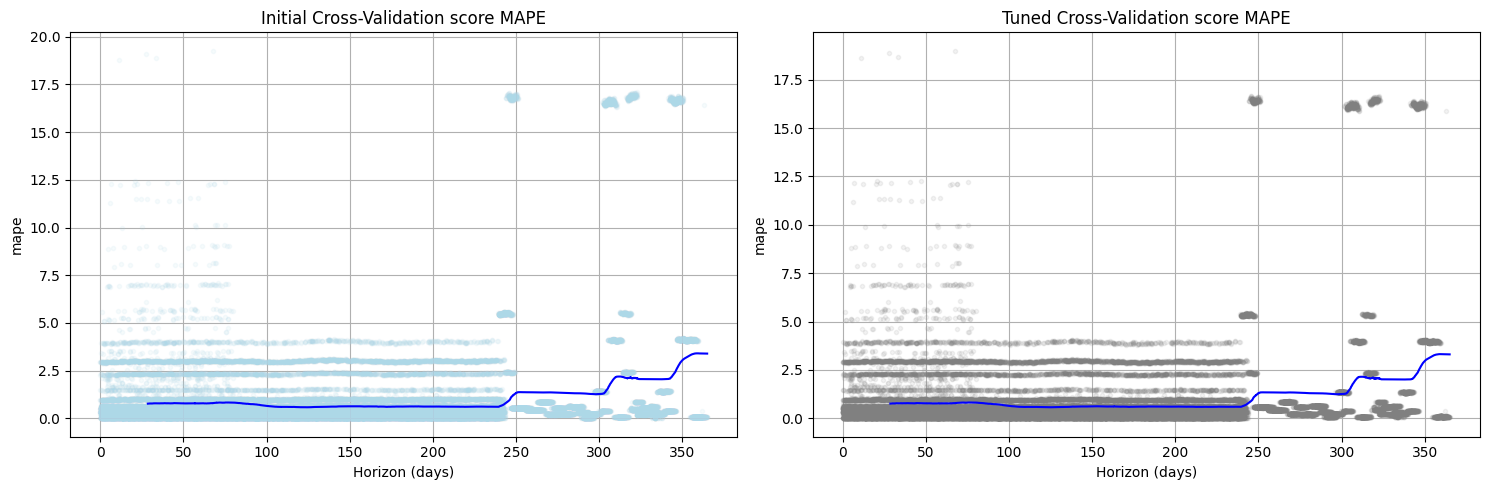 Initial Cross-Validation score MAPE
20.0
17.5
15.0
12.5
10.0
7.5
5.0
2.5
0.0
mape
0 50 100 150 200 250 300 350
Horizon (days)
Tuned Cross-Validation score MAPE
17.5
15.0
12.5
10.0
7.5
5.0
2.5
0.0
mape
0 50 100 150 200 250 300 350
Horizon (days)